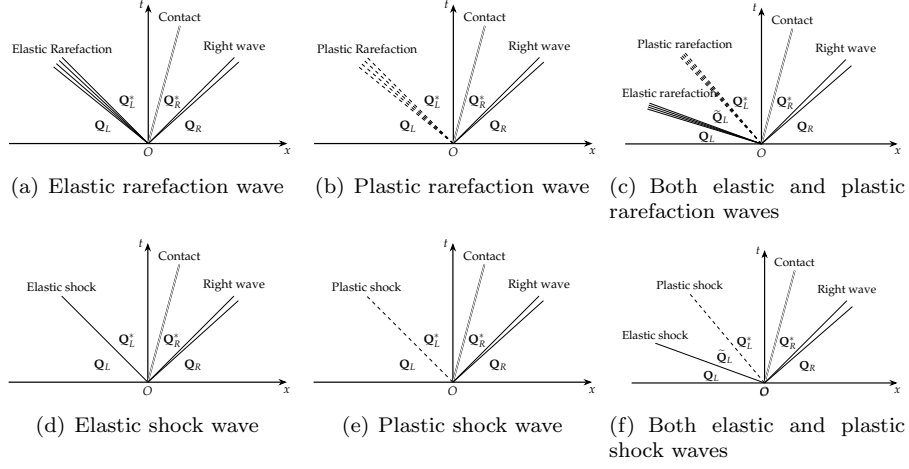 t
Contact
Elastic Rarefaction
Right wave
Q*L
Q*R
QL
QR
O
x
(a) Elastic rarefaction wave
t
Contact
Plastic Rarefaction
Right wave
Q*L
Q*R
QL
QR
O
x
(b) Plastic rarefaction wave
t
Contact
Plastic rarefaction
Right wave
Elastic rarefaction
Q*L
Q*R
Q̃L
QL
QR
O
x
(c) Both elastic and plastic
rarefaction waves
t
Contact
Elastic shock
Right wave
Q*L
Q*R
QL
QR
O
x
(d) Elastic shock wave
t
Contact
Plastic shock
Right wave
Q*L
Q*R
QL
QR
O
x
(e) Plastic shock wave
t
Contact
Plastic shock
Right wave
Elastic shock
Q*L
Q*R
Q̃L
QL
QR
O
x
(f) Both elastic and plastic
shock waves